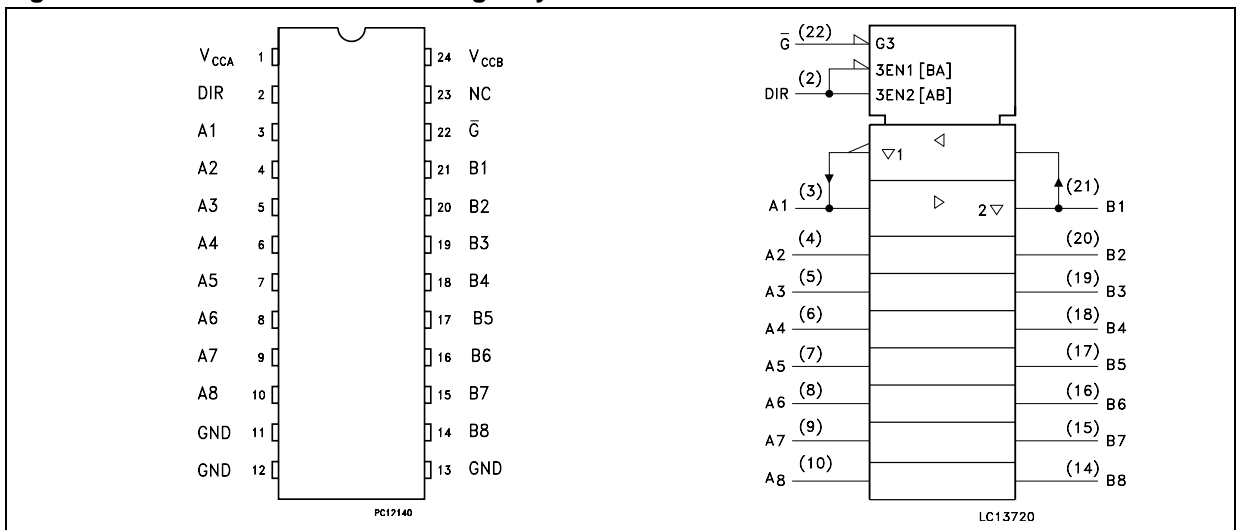 V_CCA 1 24 V_CCB
DIR 2 23 NC
A1 3 22 G̅
A2 4 21 B1
A3 5 20 B2
A4 6 19 B3
A5 7 18 B4
A6 8 17 B5
A7 9 16 B6
A8 10 15 B7
GND 11 14 B8
GND 12 13 GND
PC12140
G̅ (22) G3
3EN1 [BA]
DIR (2) 3EN2 [AB]
1
A1 (3) 2 (21) B1
A2 (4) (20) B2
A3 (5) (19) B3
A4 (6) (18) B4
A5 (7) (17) B5
A6 (8) (16) B6
A7 (9) (15) B7
A8 (10) (14) B8
LC13720